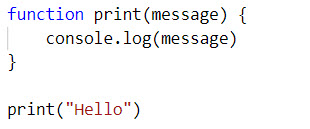 function print(message) {
    console.log(message)
}

print("Hello")